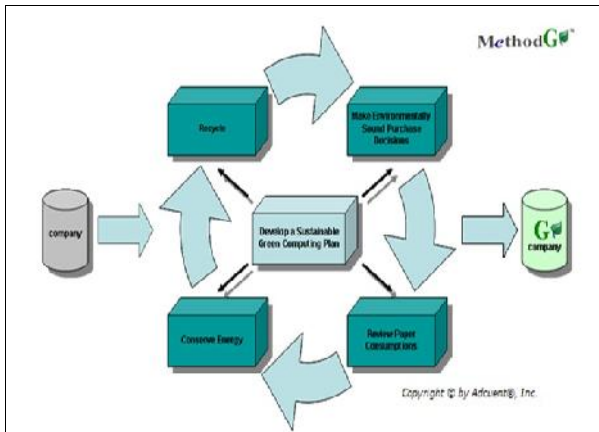 MethodG
Recycle
Make Environmentally
Sound Purchase
Decisions
company
Develop a Sustainable
Green Computing Plan
G
company
Conserve Energy
Review Paper
Consumptions
Copyright © by Adcuent®, Inc.